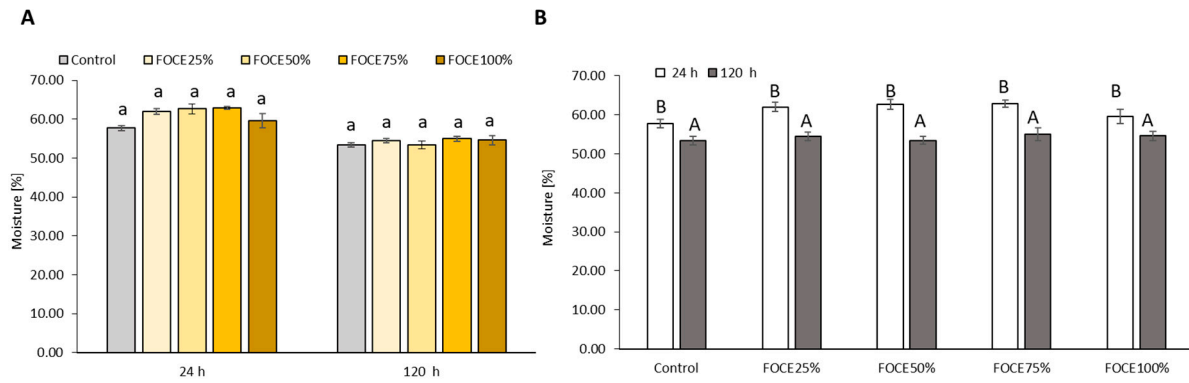 A
Control FOCE25% FOCE50% FOCE75% FOCE100%
70.00
60.00
50.00
40.00
30.00
20.00
10.00
0.00
Moisture [%]
a a a a a
a a a a a
24 h 120 h
B
24 h 120 h
70.00
60.00
50.00
40.00
30.00
20.00
10.00
0.00
Moisture [%]
B A B A B A B A B A
Control FOCE25% FOCE50% FOCE75% FOCE100%